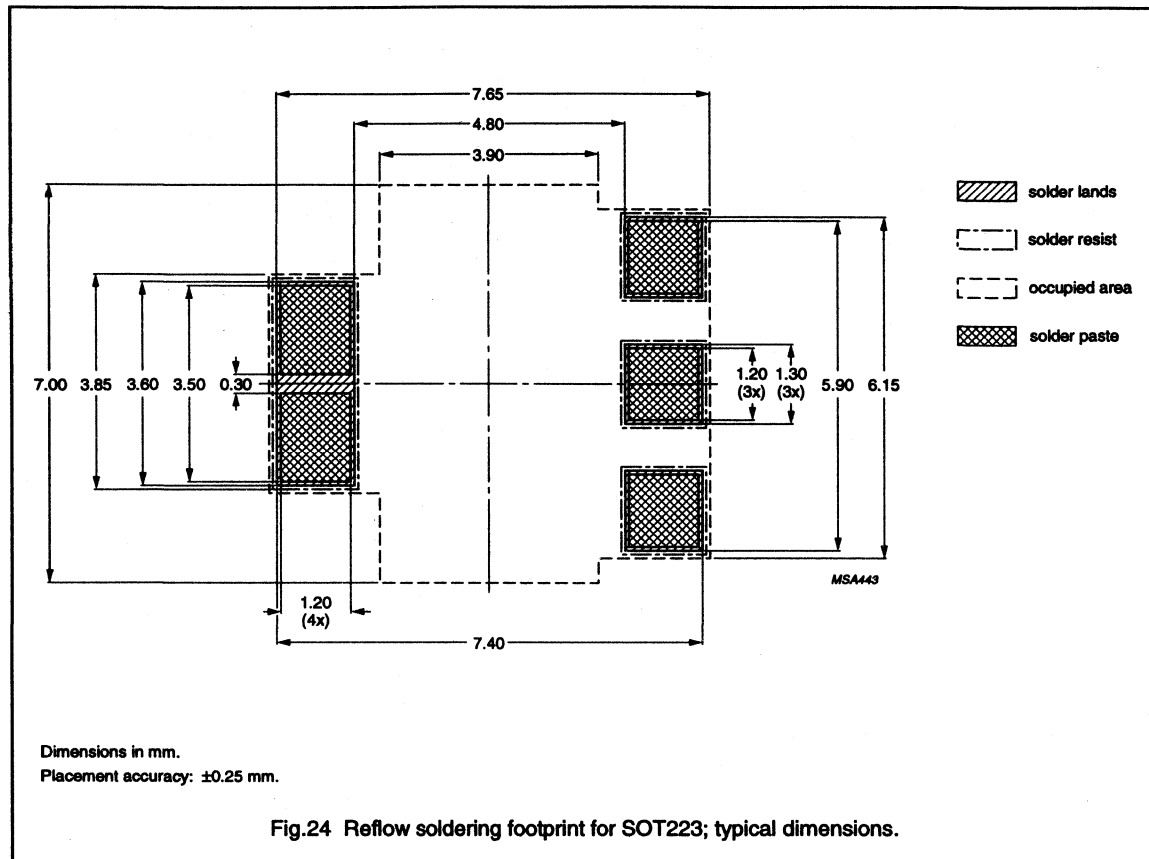 7.65
4.80
3.90
solder lands
solder resist
occupied area
solder paste
7.00 3.85 3.60 3.50 0.30
1.20
(3x)
1.30
(3x)
5.90 6.15
MSA443
1.20
(4x)
7.40
Dimensions in mm.
Placement accuracy: ±0.25 mm.
Fig.24 Reflow soldering footprint for SOT223; typical dimensions.